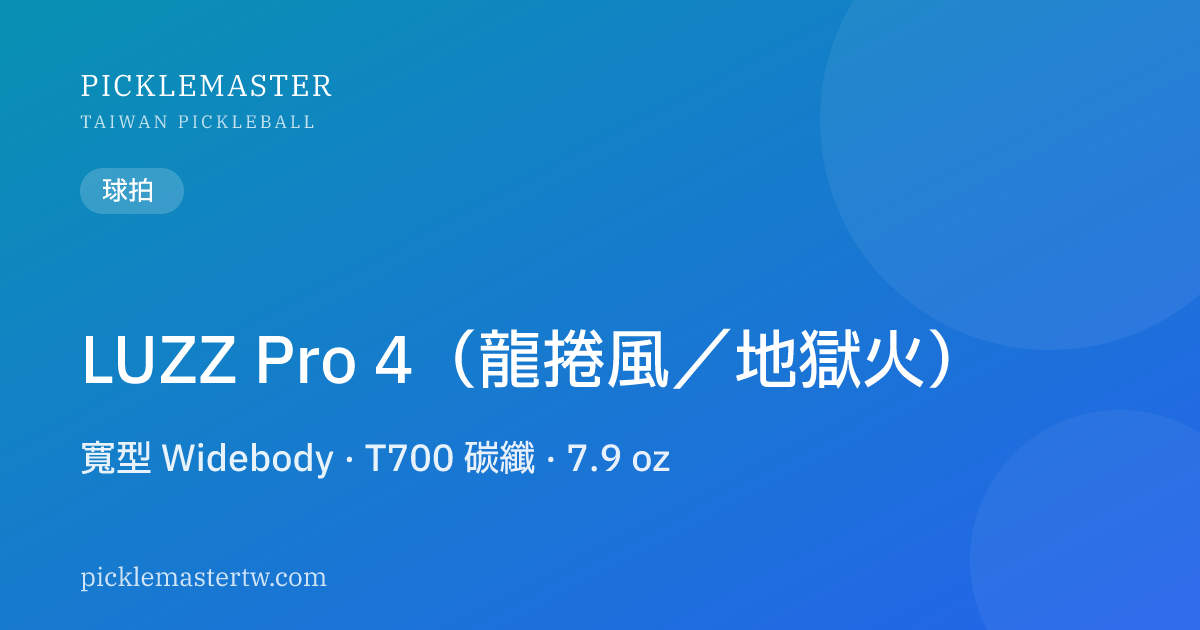 PICKLEMASTER
TAIWAN PICKLEBALL
球拍
LUZZ Pro 4（龍捲風／地獄火）
寬型 Widebody · T700 碳纖 · 7.9 oz
picklemastertw.com